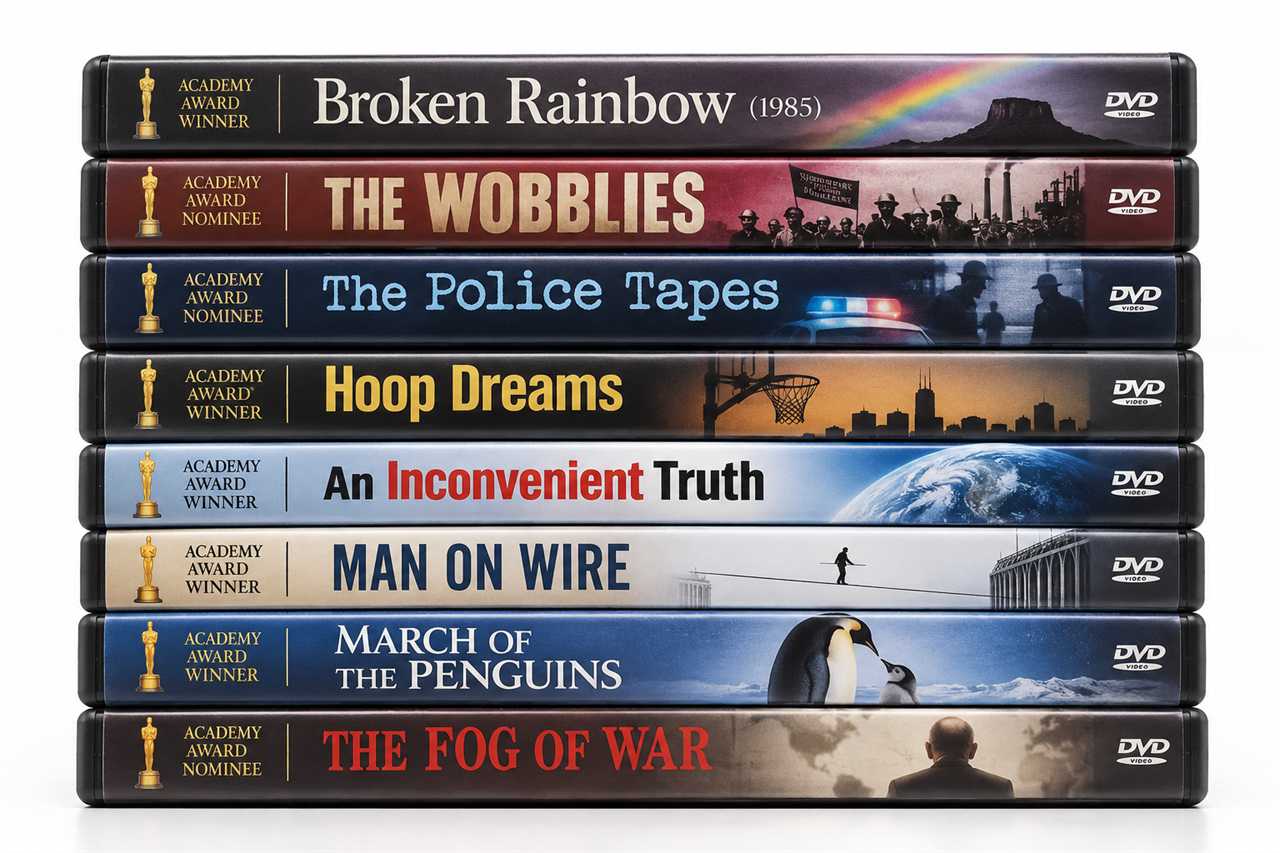 ACADEMY
AWARD
WINNER
Broken Rainbow (1985)
DVD
VIDEO
ACADEMY
AWARD
NOMINEE
THE WOBBLIES
DVD
VIDEO
ACADEMY
AWARD
NOMINEE
The Police Tapes
DVD
VIDEO
ACADEMY
AWARD®
WINNER
Hoop Dreams
DVD
VIDEO
ACADEMY
AWARD
WINNER
An Inconvenient Truth
DVD
VIDEO
ACADEMY
AWARD
WINNER
MAN ON WIRE
DVD
VIDEO
ACADEMY
AWARD
WINNER
MARCH OF
THE PENGUINS
DVD
VIDEO
ACADEMY
AWARD
NOMINEE
THE FOG OF WAR
DVD
VIDEO